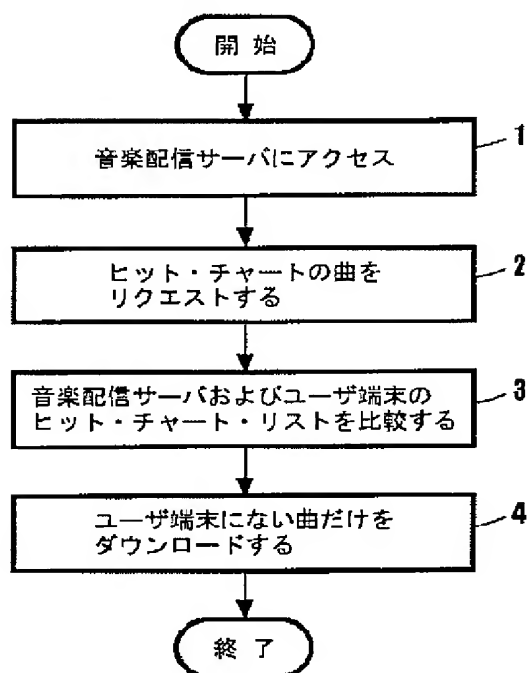 開 始
音楽配信サーバにアクセス
1
ヒット・チャートの曲を
リクエストする
2
音楽配信サーバおよびユーザ端末の
ヒット・チャート・リストを比較する
3
ユーザ端末にない曲だけを
ダウンロードする
4
終 了